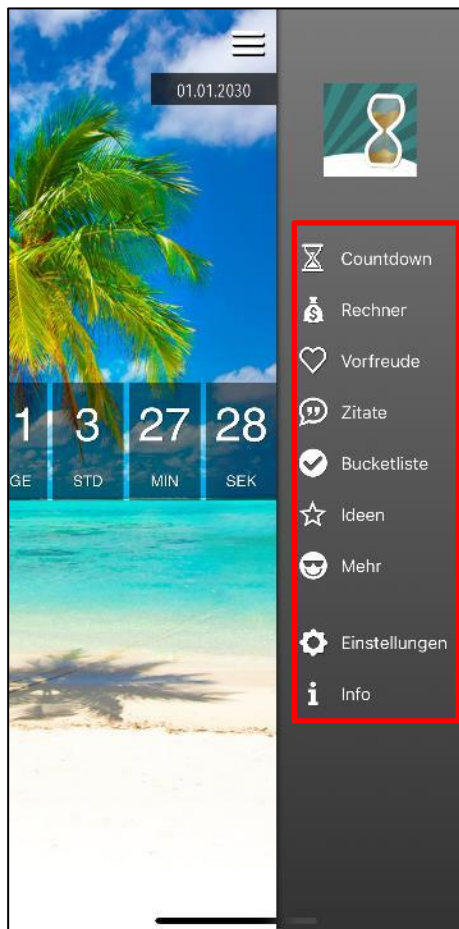 01.01.2030
1 3 27 28
GE STD MIN SEK
Countdown
Rechner
Vorfreude
Zitate
Bucketliste
Ideen
Mehr
Einstellungen
Info